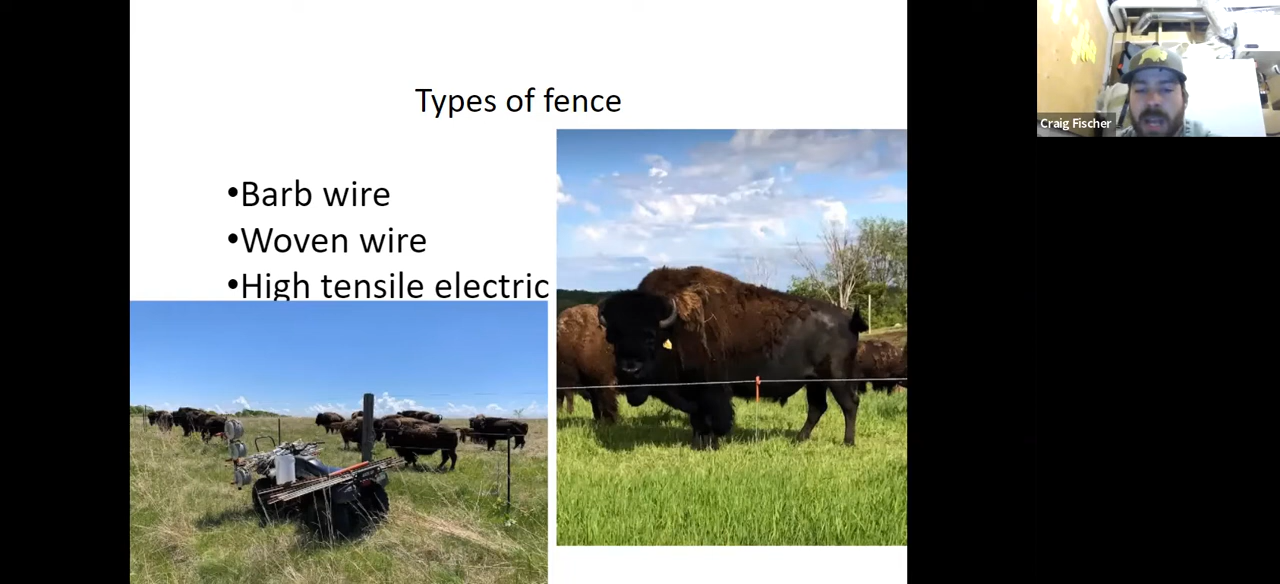 Types of fence
•Barb wire
•Woven wire
•High tensile electric
Craig Fischer